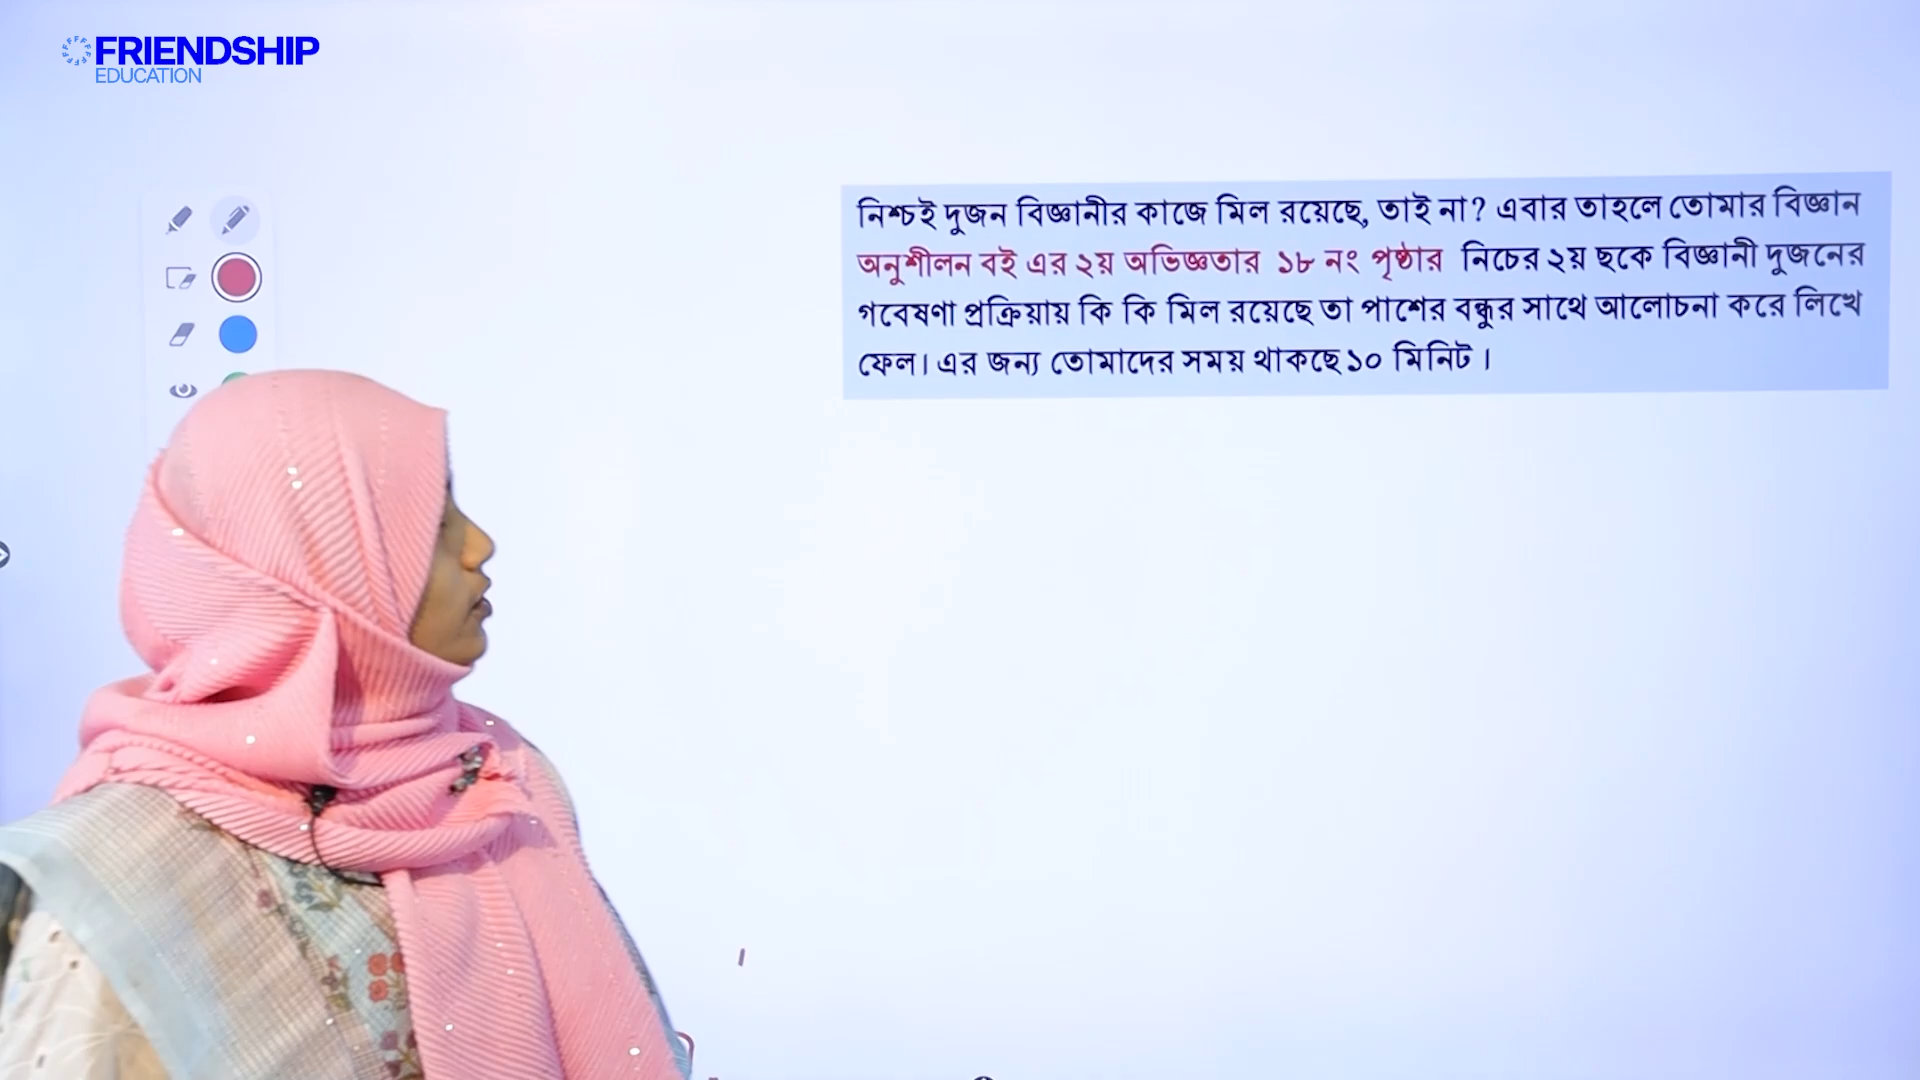 FRIENDSHIP
EDUCATION
নিশ্চই দুজন বিজ্ঞানীর কাজে মিল রয়েছে, তাই না? এবার তাহলে তোমার বিজ্ঞান
অনুশীলন বই এর ২য় অভিজ্ঞতার ১৮ নং পৃষ্ঠার নিচের ২য় ছকে বিজ্ঞানী দুজনের
গবেষণা প্রক্রিয়ায় কি কি মিল রয়েছে তা পাশের বন্ধুর সাথে আলোচনা করে লিখে
ফেল। এর জন্য তোমাদের সময় থাকছে ১০ মিনিট।